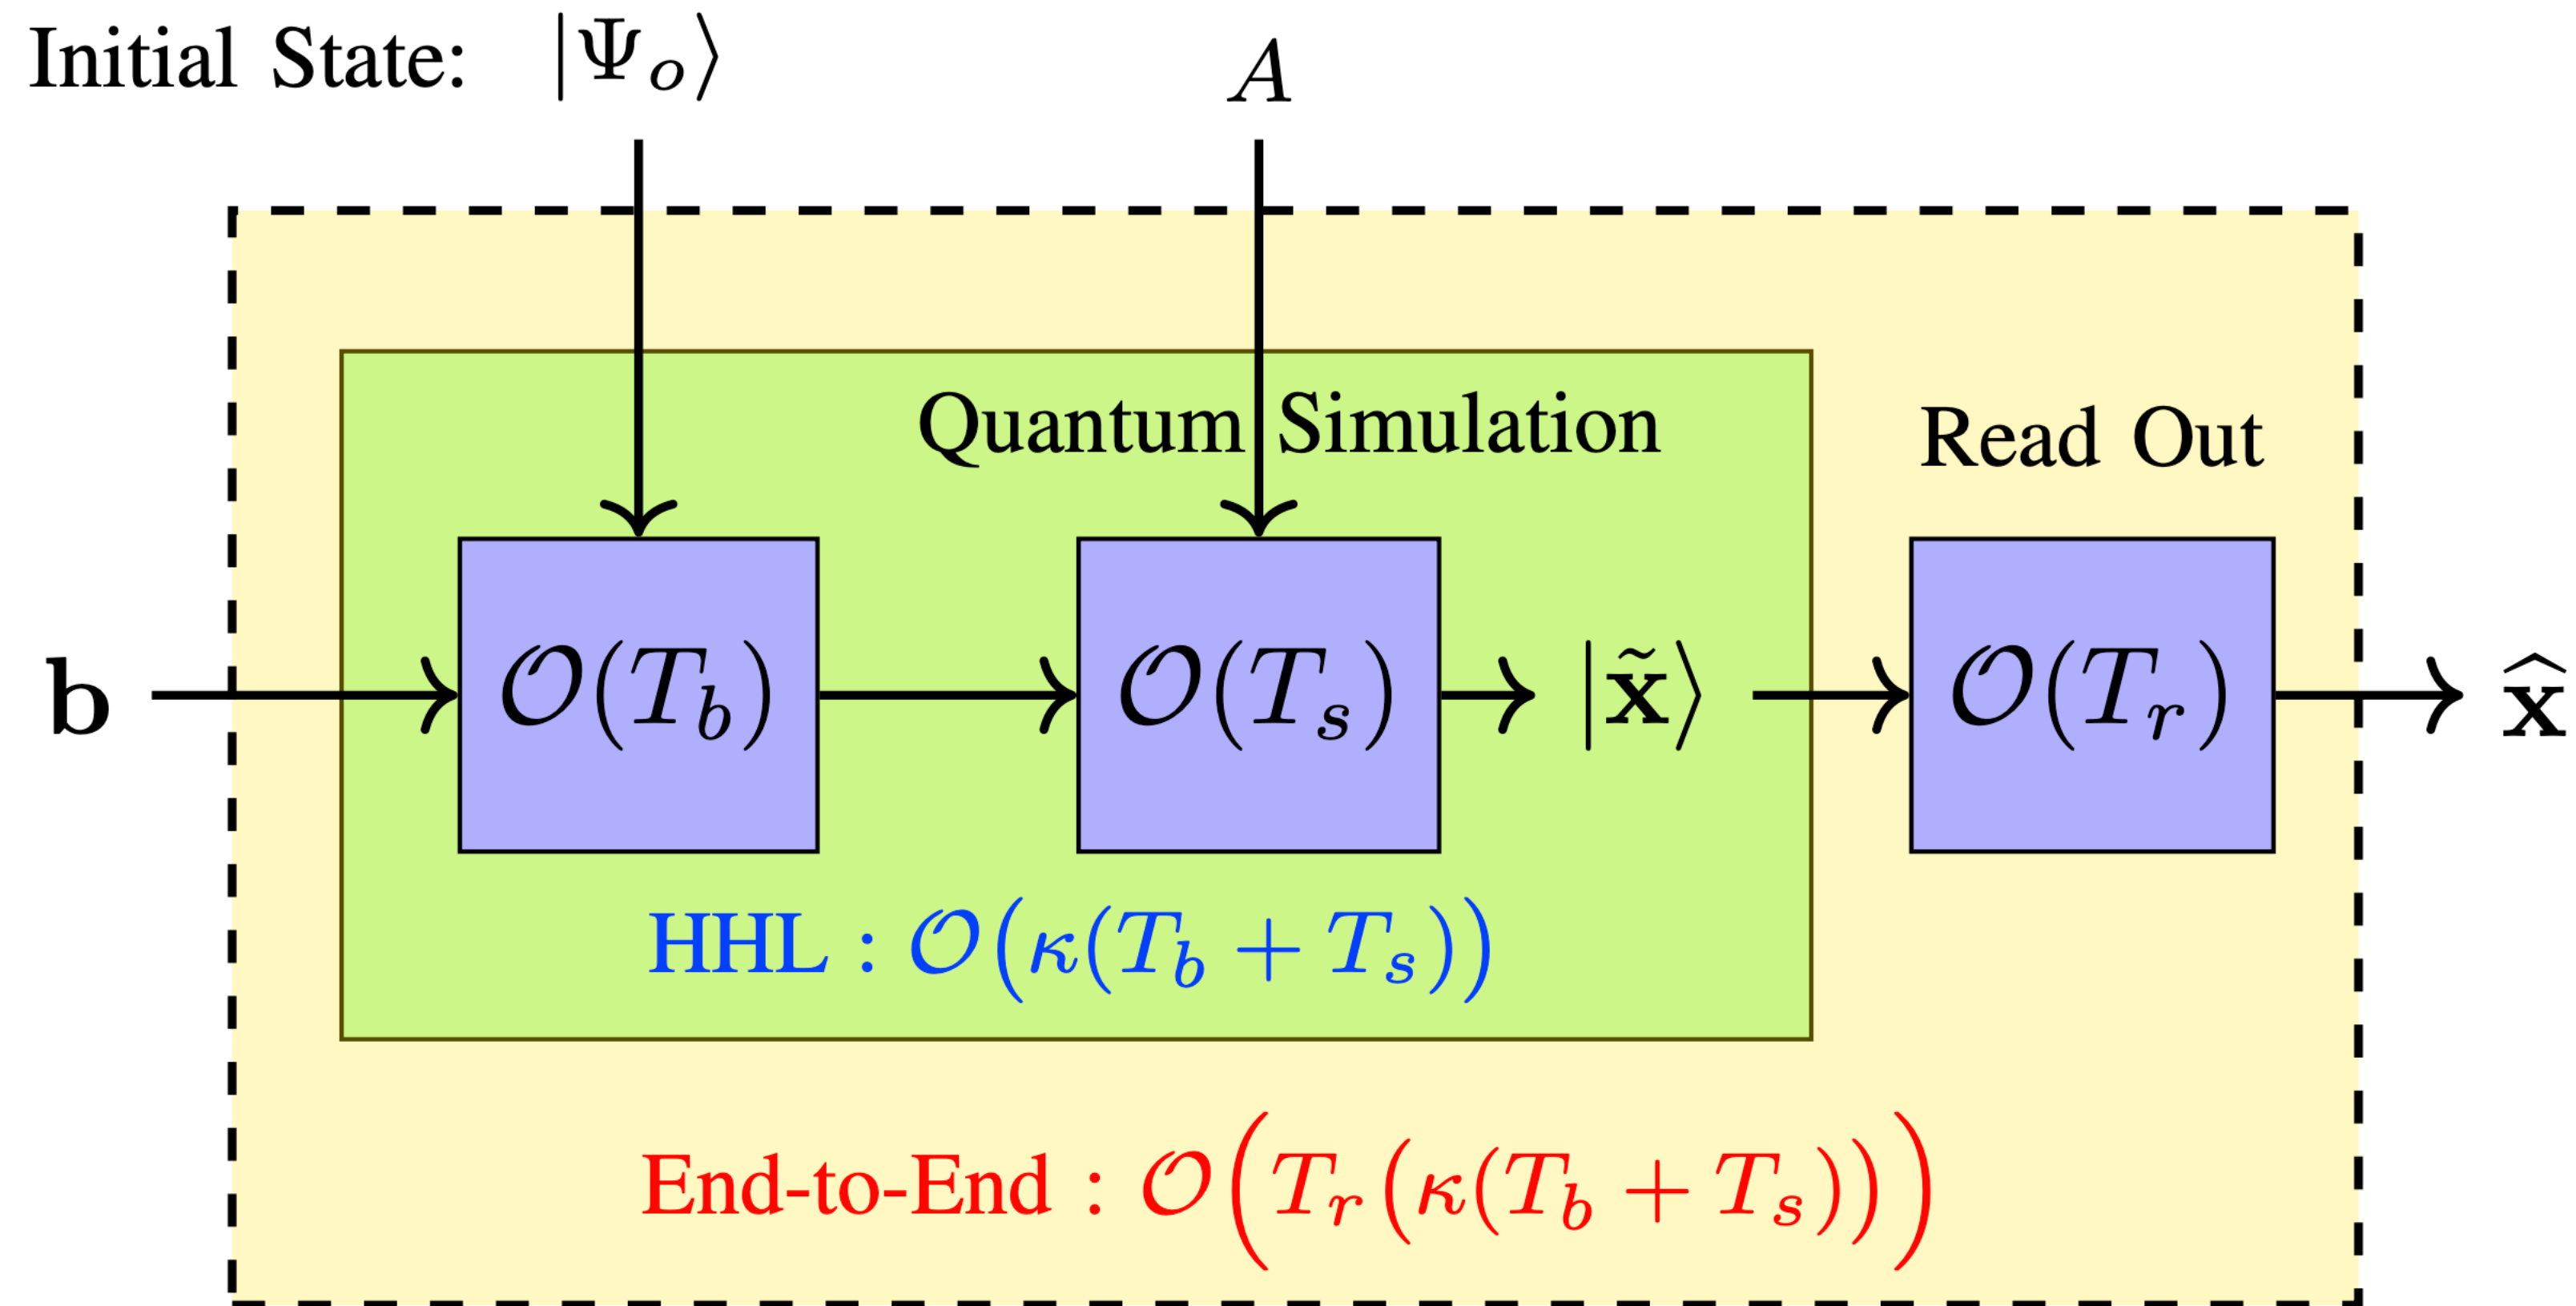 Initial State: |Ψ_o⟩
A
Quantum Simulation
Read Out
b
𝒪(T_b)
𝒪(T_s)
|x̃⟩
𝒪(T_r)
x̂
HHL : 𝒪(κ(T_b + T_s))
End-to-End : 𝒪(T_r(κ(T_b + T_s)))